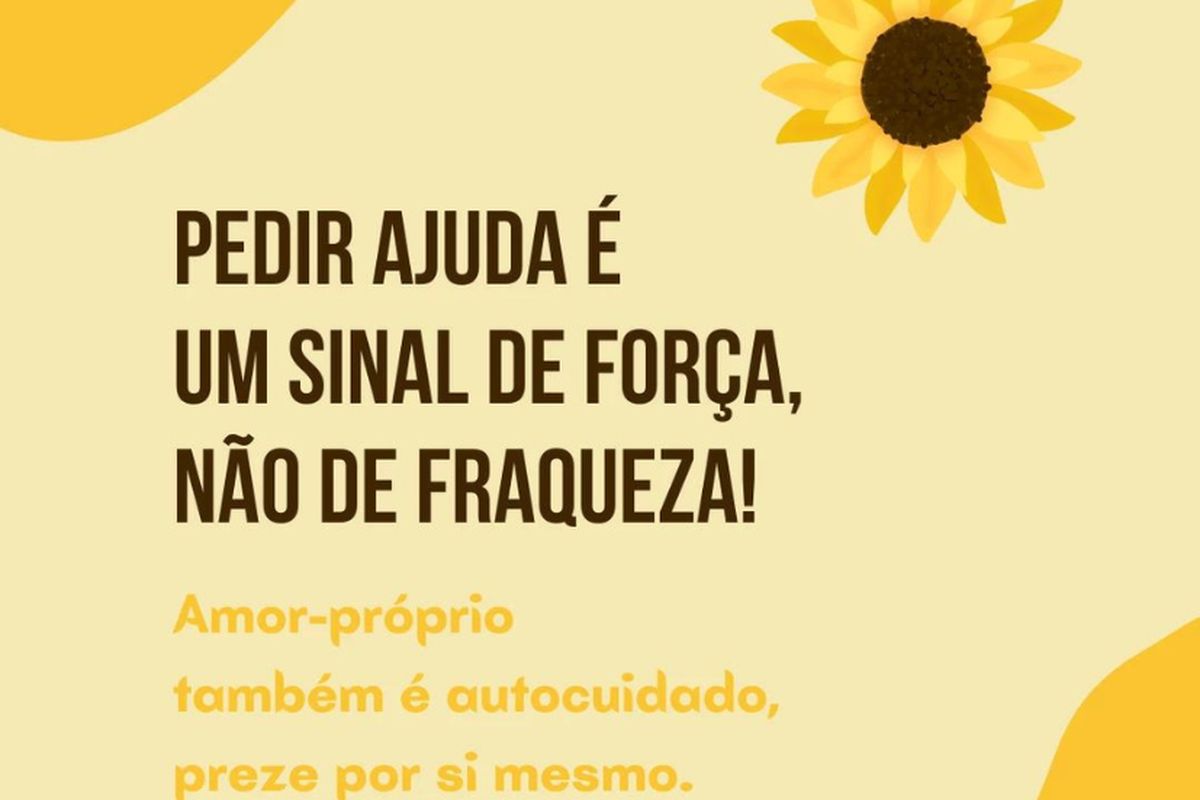 PEDIR AJUDA É
UM SINAL DE FORÇA,
NÃO DE FRAQUEZA!
Amor-próprio
também é autocuidado,
preze por si mesmo.